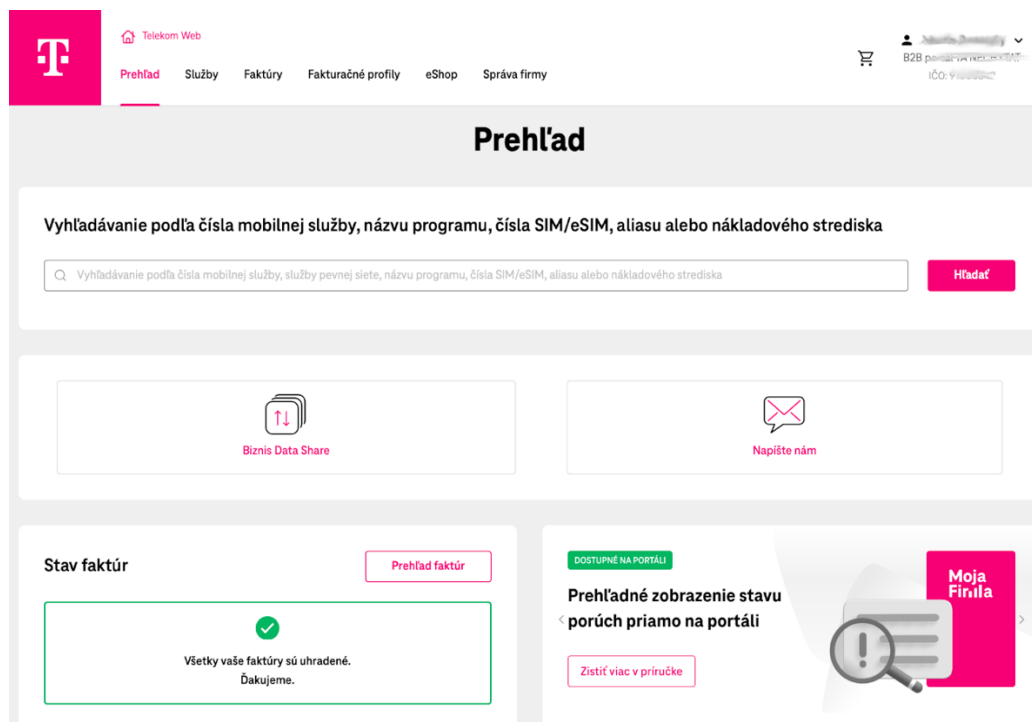 T
Telekom Web
Prehľad Služby Faktúry Fakturačné profily eShop Správa firmy
B2B
IČO: 9
Prehľad
Vyhľadávanie podľa čísla mobilnej služby, názvu programu, čísla SIM/eSIM, aliasu alebo nákladového strediska
Vyhľadávanie podľa čísla mobilnej služby, služby pevnej siete, názvu programu, čísla SIM/eSIM, aliasu alebo nákladového strediska
Hľadať
Biznis Data Share
Napíšte nám
Stav faktúr
Prehľad faktúr
Všetky vaše faktúry sú uhradené.
Ďakujeme.
DOSTUPNÉ NA PORTÁLI
Prehľadné zobrazenie stavu
porúch priamo na portáli
Zistiť viac v príručke
Moja
Firma